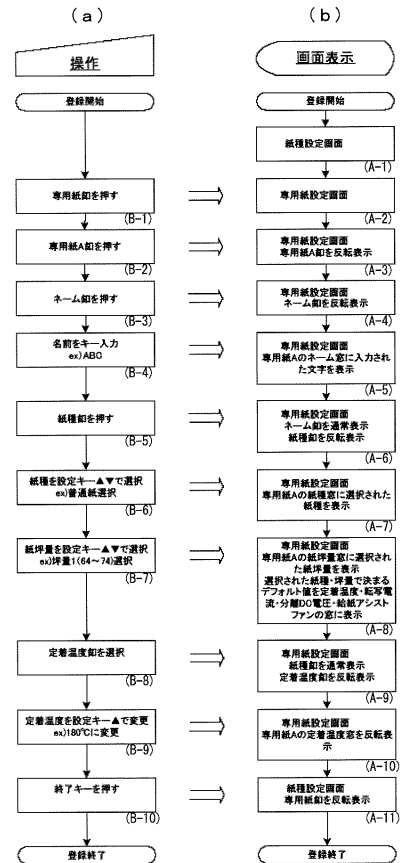 (a)
操作
登録開始
専用紙釦を押す
(B-1)
専用紙A釦を押す
(B-2)
ネーム釦を押す
(B-3)
名前をキー入力
ex)ABC
(B-4)
紙種釦を押す
(B-5)
紙種を設定キー▲▼で選択
ex)普通紙選択
(B-6)
紙坪量を設定キー▲▼で選択
ex)坪量1(64~74)選択
(B-7)
定着温度釦を選択
(B-8)
定着温度を設定キー▲で変更
ex)180℃に変更
(B-9)
終了キーを押す
(B-10)
登録終了
(b)
画面表示
登録開始
紙種設定画面
(A-1)
専用紙設定画面
(A-2)
専用紙設定画面
専用紙A釦を反転表示
(A-3)
専用紙設定画面
ネーム釦を反転表示
(A-4)
専用紙設定画面
専用紙Aのネーム窓に入力され
た文字を表示
(A-5)
専用紙設定画面
ネーム釦を通常表示
紙種釦を反転表示
(A-6)
専用紙設定画面
専用紙Aの紙種窓に選択された
紙種を表示
(A-7)
専用紙設定画面
専用紙Aの紙坪量窓に選択さ
れた紙坪量を表示
選択された紙種・坪量で決まる
デフォルト値を定着温度・転写電
流・分離DC電圧・給紙アシスト
ファンの窓に表示
(A-8)
専用紙設定画面
紙種釦を通常表示
定着温度釦を反転表示
(A-9)
専用紙設定画面
専用紙Aの定着温度窓を反転表
示
(A-10)
紙種設定画面
専用紙釦を反転表示
(A-11)
登録終了